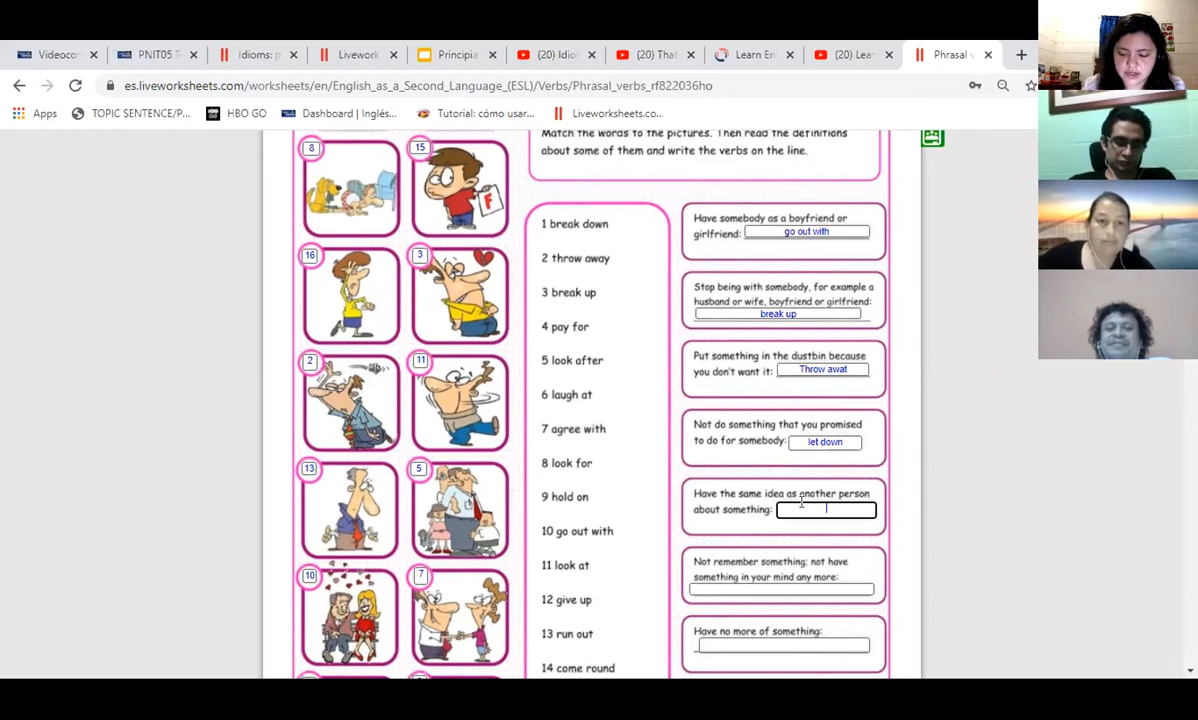 Videocon
PNIT05 T
Idioms: p
Livework
Principia
(20) Idio
(20) That
Learn En
(20) Lea
Phrasal v
es.liveworksheets.com/worksheets/en/English_as_a_Second_Language_(ESL)/Verbs/Phrasal_verbs_rf822036ho
Apps
TOPIC SENTENCE/P...
HBO GO
Dashboard | Inglés...
Tutorial: cómo usar...
Liveworksheets.co...
8
15
16
3
2
11
13
5
10
7
F
Match the words to the pictures. Then read the definitions
about some of them and write the verbs on the line.
1 break down
2 throw away
3 break up
4 pay for
5 look after
6 laugh at
7 agree with
8 look for
9 hold on
10 go out with
11 look at
12 give up
13 run out
14 come round
Have somebody as a boyfriend or
girlfriend: go out with
Stop being with somebody, for example a
husband or wife, boyfriend or girlfriend:
break up
Put something in the dustbin because
you don't want it: Throw awat
Not do something that you promised
to do for somebody: let down
Have the same idea as another person
about something:
Not remember something; not have
something in your mind any more:
Have no more of something: